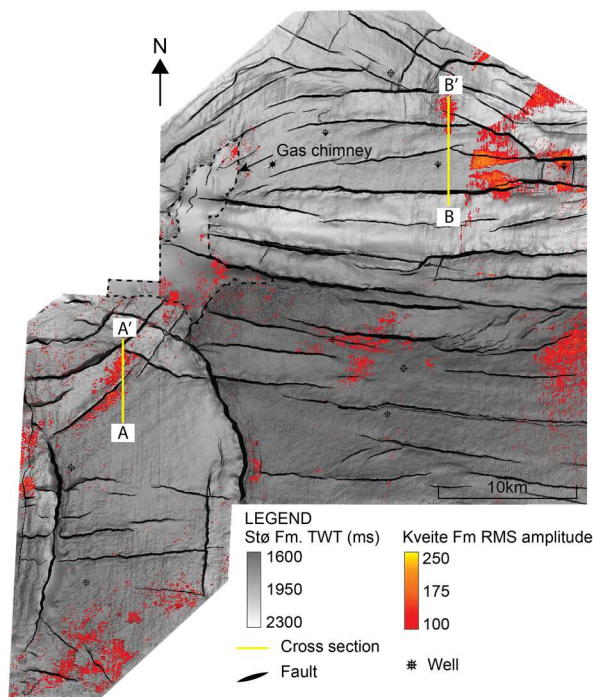 N
B'
Gas chimney
B
A'
A
10km
LEGEND
Stø Fm. TWT (ms)
1600
1950
2300
Kveite Fm RMS amplitude
250
175
100
Cross section
Fault
Well